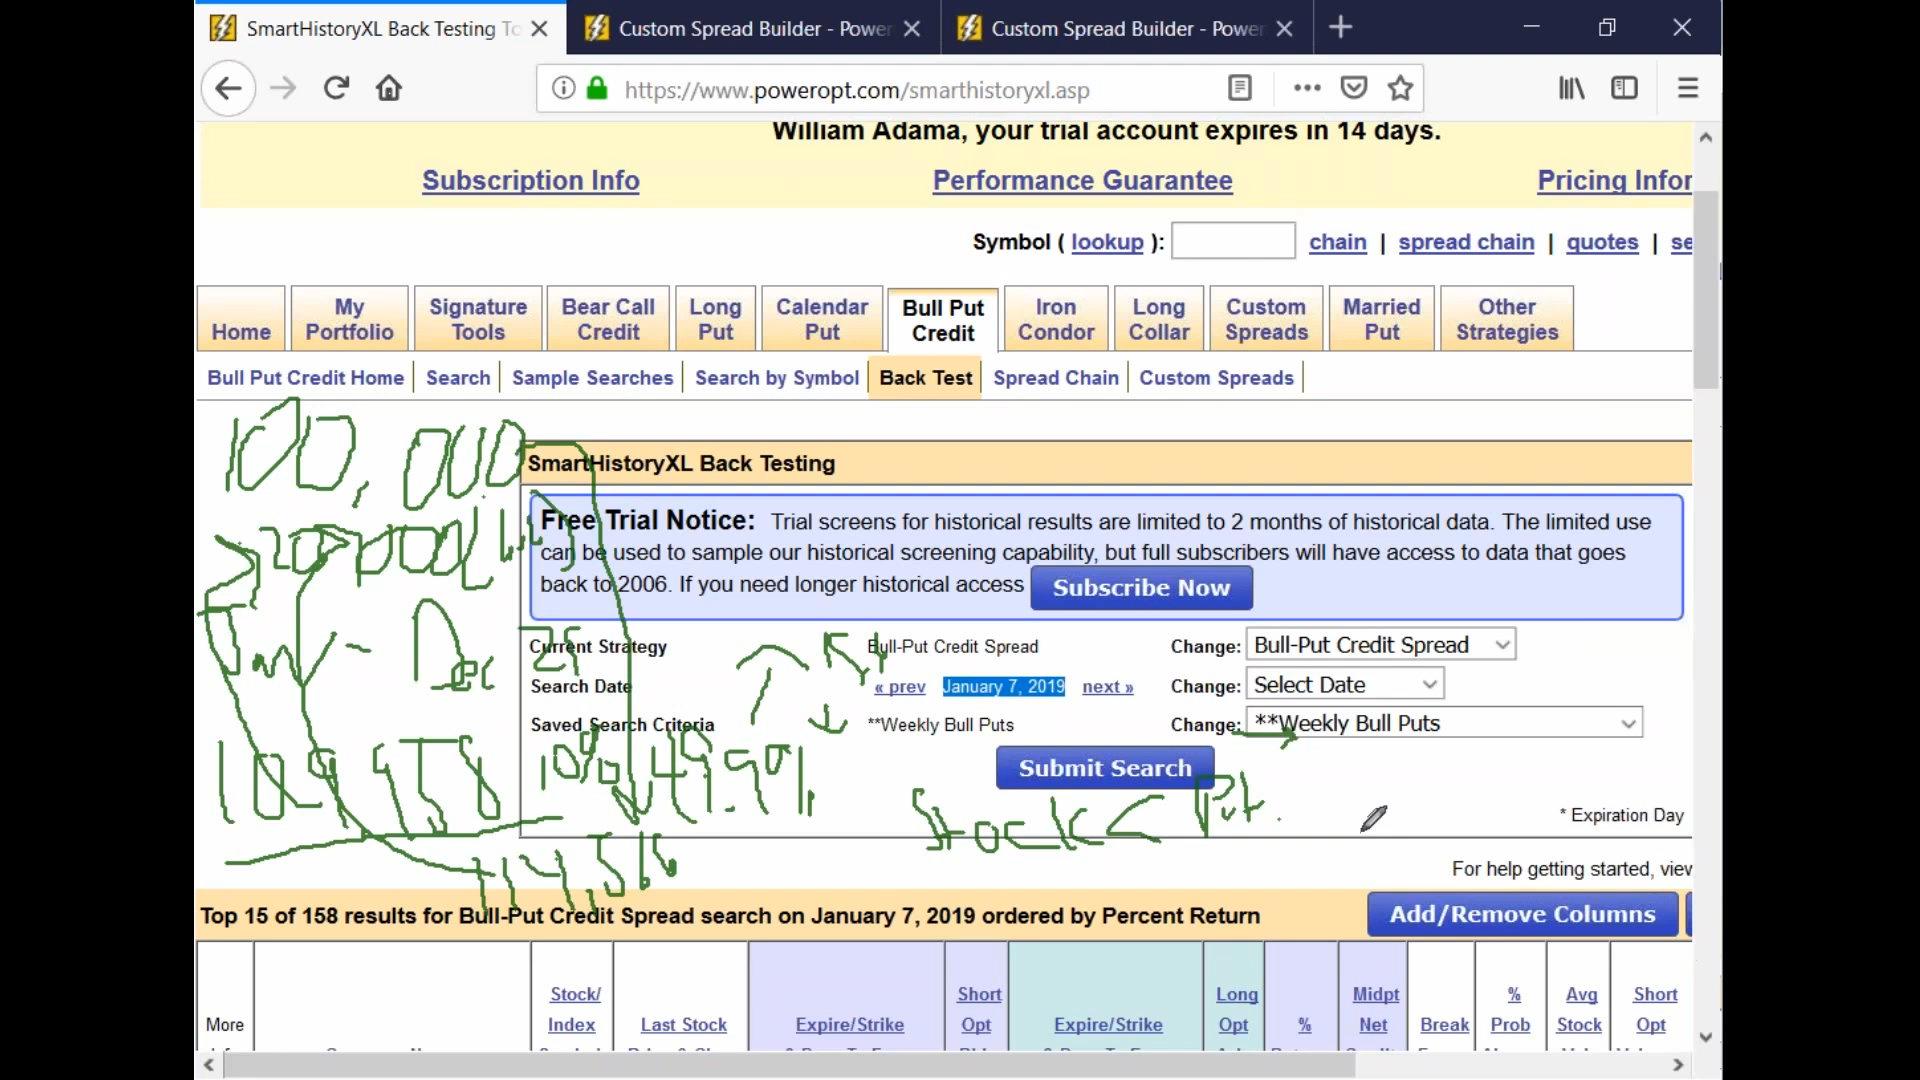 SmartHistoryXL Back Testing To
Custom Spread Builder - Power
Custom Spread Builder - Power
https://www.poweropt.com/smarthistoryxl.asp
William Adama, your trial account expires in 14 days.
Subscription Info Performance Guarantee Pricing Infor
Symbol ( lookup ): chain | spread chain | quotes | se
Home
My Portfolio
Signature Tools
Bear Call Credit
Long Put
Calendar Put
Bull Put Credit
Iron Condor
Long Collar
Custom Spreads
Married Put
Other Strategies
Bull Put Credit Home Search Sample Searches Search by Symbol Back Test Spread Chain Custom Spreads
100,000
SmartHistoryXL Back Testing
Free Trial Notice: Trial screens for historical results are limited to 2 months of historical data. The limited use
can be used to sample our historical screening capability, but full subscribers will have access to data that goes
back to 2006. If you need longer historical access Subscribe Now
Current Strategy Bull-Put Credit Spread Change: Bull-Put Credit Spread
Search Date « prev January 7, 2019 next » Change: Select Date
Saved Search Criteria **Weekly Bull Puts Change: **Weekly Bull Puts
Submit Search
49.9%
Stock < Put.
* Expiration Day
For help getting started, view
Top 15 of 158 results for Bull-Put Credit Spread search on January 7, 2019 ordered by Percent Return
Add/Remove Columns
Stock/ Short Long Midpt % Avg Short
More Index Last Stock Expire/Strike Opt Expire/Strike Opt % Net Break Prob Stock Opt